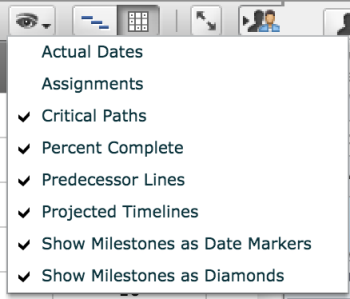 Actual Dates
Assignments
Critical Paths
Percent Complete
Predecessor Lines
Projected Timelines
Show Milestones as Date Markers
Show Milestones as Diamonds